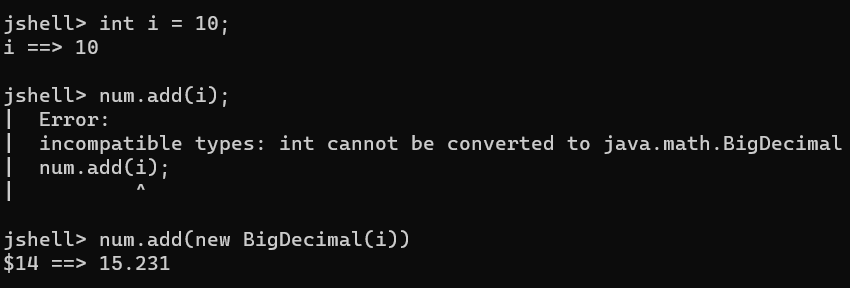 jshell> int i = 10;
i ==> 10
jshell> num.add(i);
|  Error:
|  incompatible types: int cannot be converted to java.math.BigDecimal
|  num.add(i);
|          ^
jshell> num.add(new BigDecimal(i))
$14 ==> 15.231